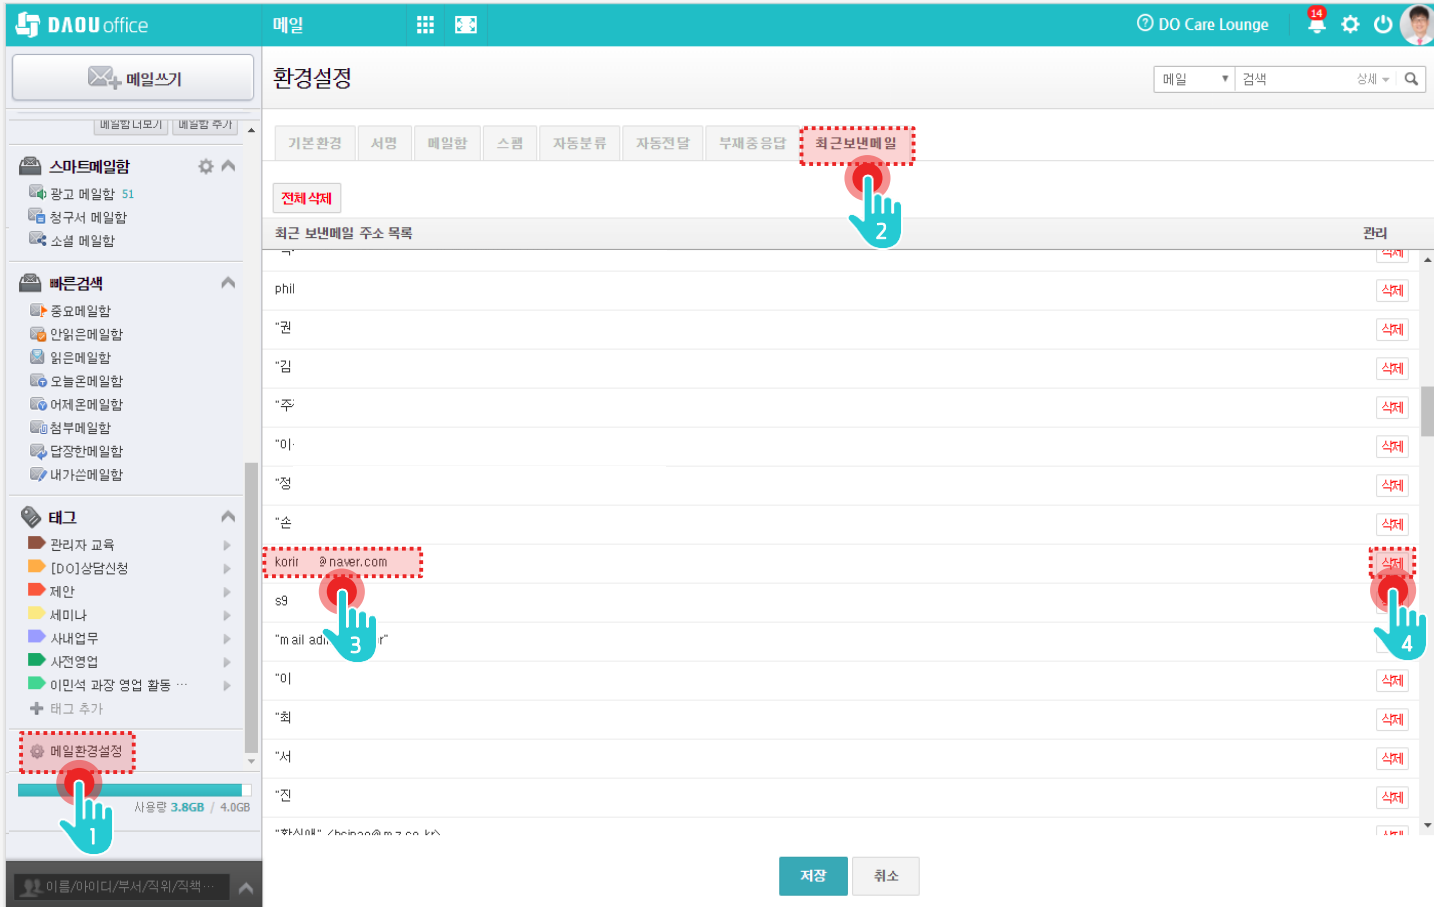 DAOU office
메일
DO Care Lounge
14
메일쓰기
환경설정
메일
검색
상세
메일함 더보기
메일함 추가
기본환경
서명
메일함
스팸
자동분류
자동전달
부재중응답
최근보낸메일
스마트메일함
광고 메일함 51
청구서 메일함
소셜 메일함
전체 삭제
2
최근 보낸메일 주소 목록
관리
삭제
빠른검색
중요메일함
안읽은메일함
읽은메일함
오늘온메일함
어제온메일함
첨부메일함
답장한메일함
내가쓴메일함
phil
삭제
"권
삭제
"김
삭제
"주
삭제
"이
삭제
"정
삭제
"손
삭제
korir @naver.com
삭제
s9
3
4
"mail adm r"
"이
삭제
"최
삭제
"서
삭제
"진
삭제
태그
관리자 교육
[DO]상담신청
제안
세미나
사내업무
사전영업
이민석 과장 영업 활동 ...
태그 추가
메일환경설정
사용량 3.8GB / 4.0GB
1
이름/아이디/부서/직위/직책...
저장
취소